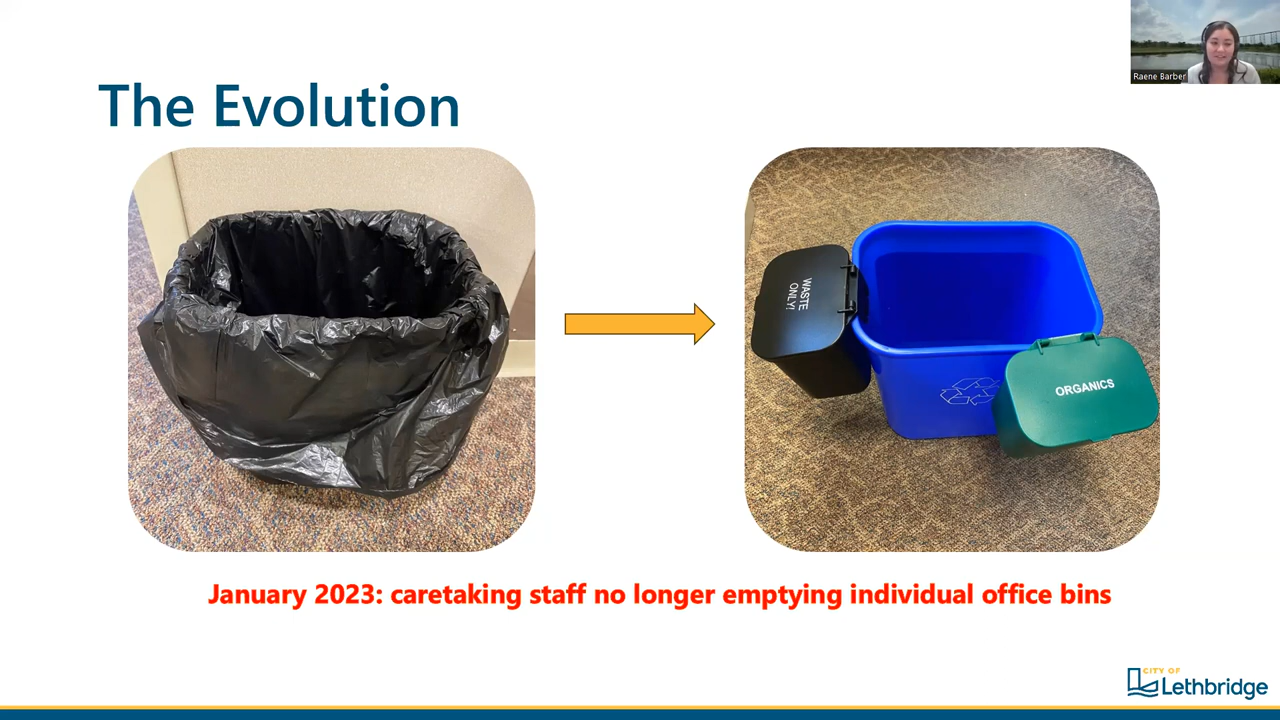 Raene Barber
The Evolution
WASTE
ONLY!
ORGANICS
January 2023: caretaking staff no longer emptying individual office bins
CITY OF
Lethbridge